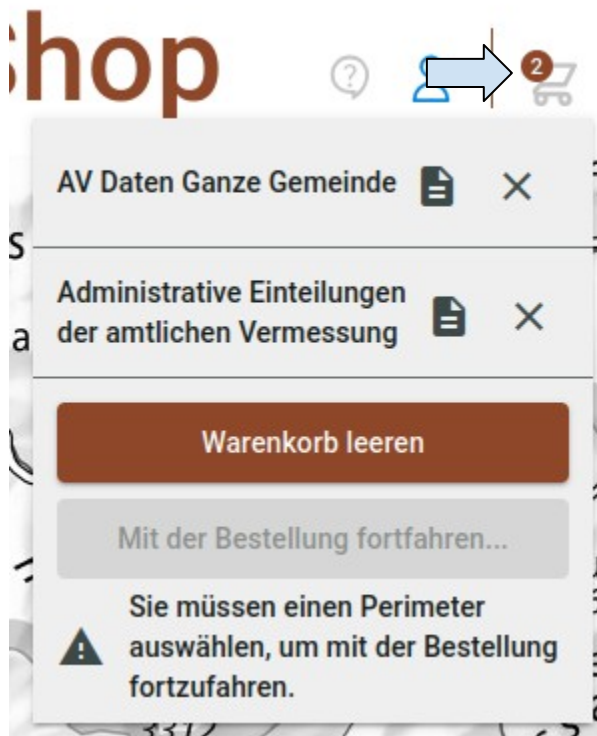 hop
2
AV Daten Ganze Gemeinde
Administrative Einteilungen
der amtlichen Vermessung
Warenkorb leeren
Mit der Bestellung fortfahren...
Sie müssen einen Perimeter
auswählen, um mit der Bestellung
fortzufahren.